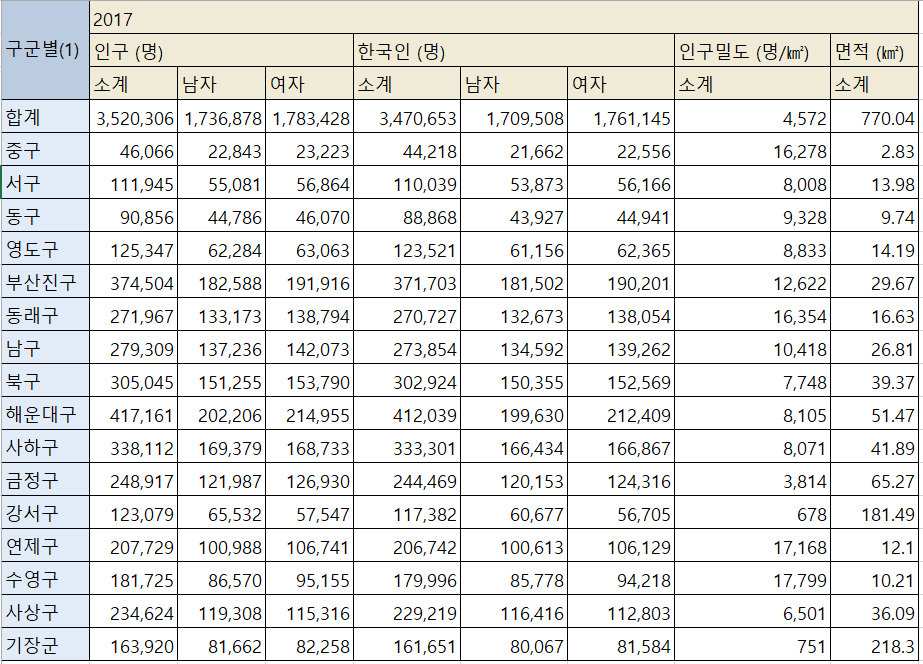 2017
구군별(1) 인구 (명) 한국인 (명) 인구밀도 (명/㎢) 면적 (㎢)
소계 남자 여자 소계 남자 여자 소계 소계
합계 3,520,306 1,736,878 1,783,428 3,470,653 1,709,508 1,761,145 4,572 770.04
중구 46,066 22,843 23,223 44,218 21,662 22,556 16,278 2.83
서구 111,945 55,081 56,864 110,039 53,873 56,166 8,008 13.98
동구 90,856 44,786 46,070 88,868 43,927 44,941 9,328 9.74
영도구 125,347 62,284 63,063 123,521 61,156 62,365 8,833 14.19
부산진구 374,504 182,588 191,916 371,703 181,502 190,201 12,622 29.67
동래구 271,967 133,173 138,794 270,727 132,673 138,054 16,354 16.63
남구 279,309 137,236 142,073 273,854 134,592 139,262 10,418 26.81
북구 305,045 151,255 153,790 302,924 150,355 152,569 7,748 39.37
해운대구 417,161 202,206 214,955 412,039 199,630 212,409 8,105 51.47
사하구 338,112 169,379 168,733 333,301 166,434 166,867 8,071 41.89
금정구 248,917 121,987 126,930 244,469 120,153 124,316 3,814 65.27
강서구 123,079 65,532 57,547 117,382 60,677 56,705 678 181.49
연제구 207,729 100,988 106,741 206,742 100,613 106,129 17,168 12.1
수영구 181,725 86,570 95,155 179,996 85,778 94,218 17,799 10.21
사상구 234,624 119,308 115,316 229,219 116,416 112,803 6,501 36.09
기장군 163,920 81,662 82,258 161,651 80,067 81,584 751 218.3